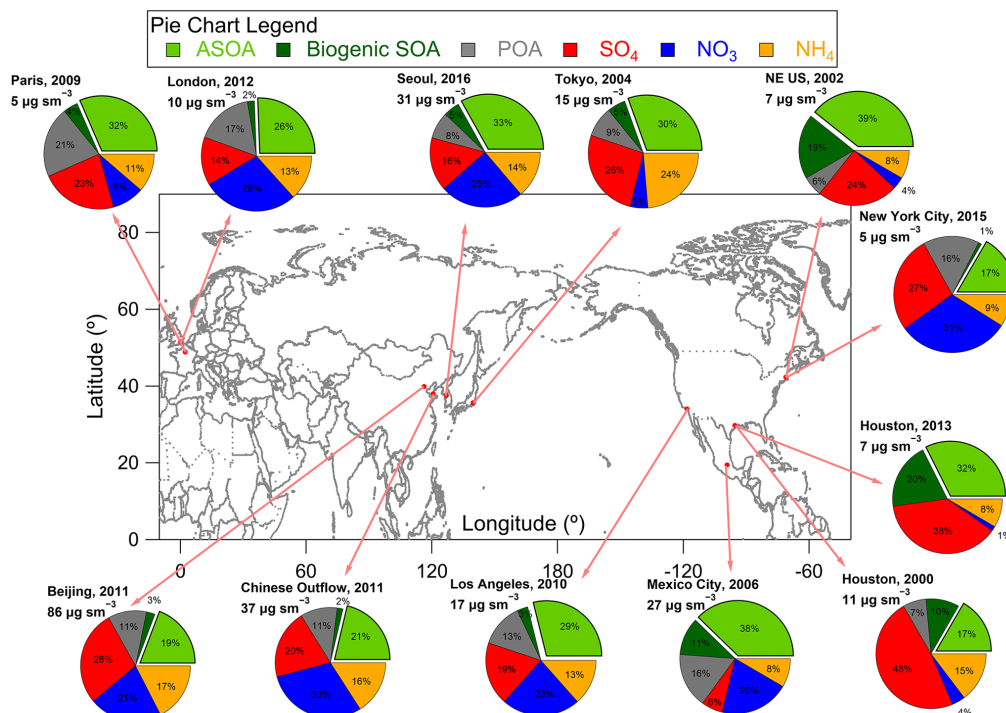 Pie Chart Legend
ASOA Biogenic SOA POA SO₄ NO₃ NH₄
Paris, 2009
5 µg sm⁻³
32%
21%
11%
23%
London, 2012
10 µg sm⁻³
2%
26%
17%
14%
13%
Seoul, 2016
31 µg sm⁻³
5%
33%
8%
16%
14%
25%
Tokyo, 2004
15 µg sm⁻³
30%
9%
26%
24%
5%
NE US, 2002
7 µg sm⁻³
39%
19%
6%
8%
24%
4%
New York City, 2015
5 µg sm⁻³
1%
16%
17%
27%
9%
31%
Latitude (º)
80
60
40
20
0
Longitude (º)
0
60
120
180
-120
-60
Houston, 2013
7 µg sm⁻³
32%
20%
8%
38%
1%
Beijing, 2011
86 µg sm⁻³
3%
11%
19%
28%
17%
21%
Chinese Outflow, 2011
37 µg sm⁻³
2%
11%
21%
20%
16%
30%
Los Angeles, 2010
17 µg sm⁻³
3%
29%
13%
19%
13%
23%
Mexico City, 2006
27 µg sm⁻³
38%
11%
16%
8%
6%
20%
Houston, 2000
11 µg sm⁻³
7%
10%
17%
48%
15%
4%